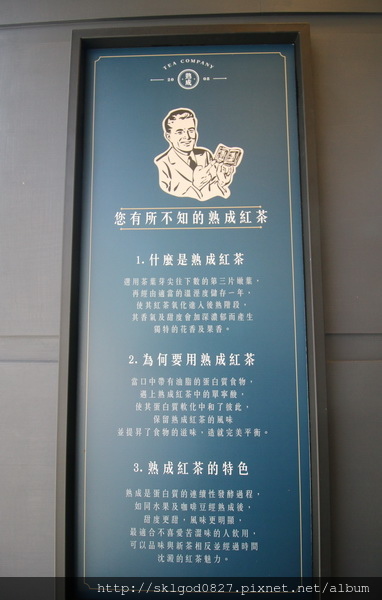 TEA COMPANY
20 熟成 08
您有所不知的熟成紅茶
1.什麼是熟成紅茶
選用茶葉芽尖往下數的第三片嫩葉,
再經由適當的溫溼度儲存一年,
使其紅茶氧化進入後熟階段,
其香氣及甜度會加深濃郁而產生
獨特的花香及果香。
2.為何要用熟成紅茶
當口中帶有油脂的蛋白質食物,
遇上熟成紅茶中的單寧酸,
使其蛋白質軟化中和了彼此,
保留熟成紅茶的風味
並提昇了食物的滋味,造就完美平衡。
3.熟成紅茶的特色
熟成是蛋白質的連續性發酵過程,
如同水果及咖啡豆經熟成後,
甜度更甜,風味更明顯,
最適合不喜愛苦澀味的人飲用,
可以品味與新茶相反並經過時間
沈澱的紅茶魅力。
http://sklgod0827.pixnet.net/album